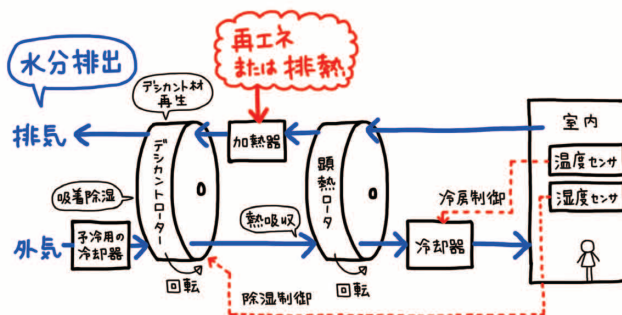 再エネ
または排熱
水分排出
デシカント材
再生
排気
加熱器
室内
デシカントローター
顕熱ロータ
温度センサ
湿度センサ
吸着除湿
冷房制御
熱吸収
外気
予冷用の
冷却器
冷却器
回転
回転
除湿制御